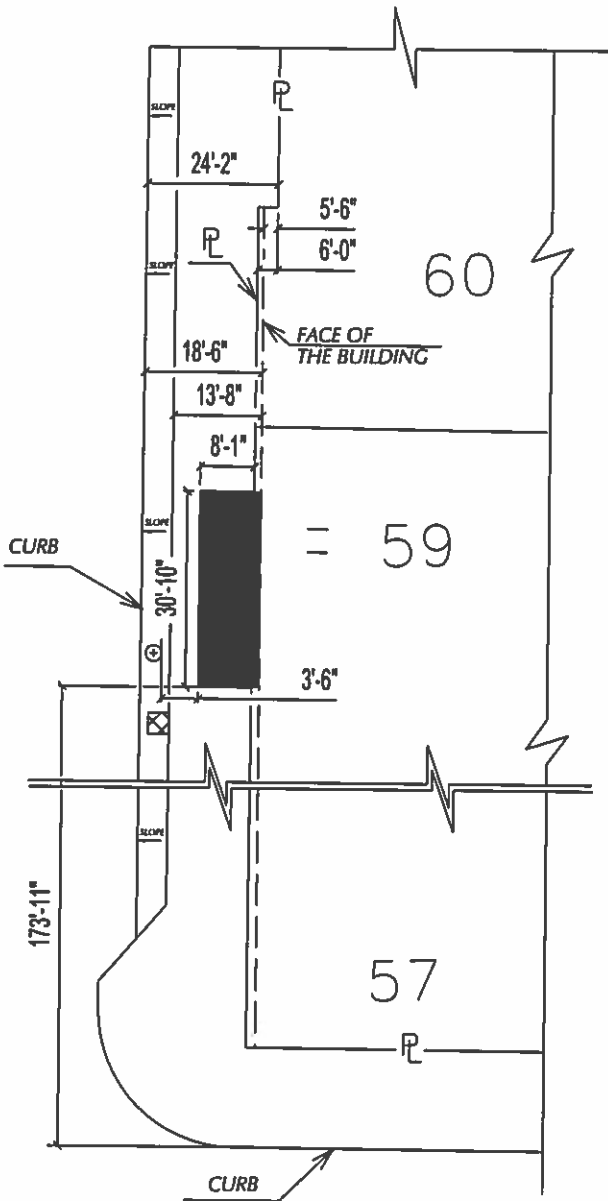 PL
SLOPE
24'-2"
5'-6"
PL
6'-0"
SLOPE
60
FACE OF
THE BUILDING
18'-6"
13'-8"
8'-1"
SLOPE
= 59
CURB
30'-10"
3'-6"
SLOPE
173'-11"
57
PL
CURB